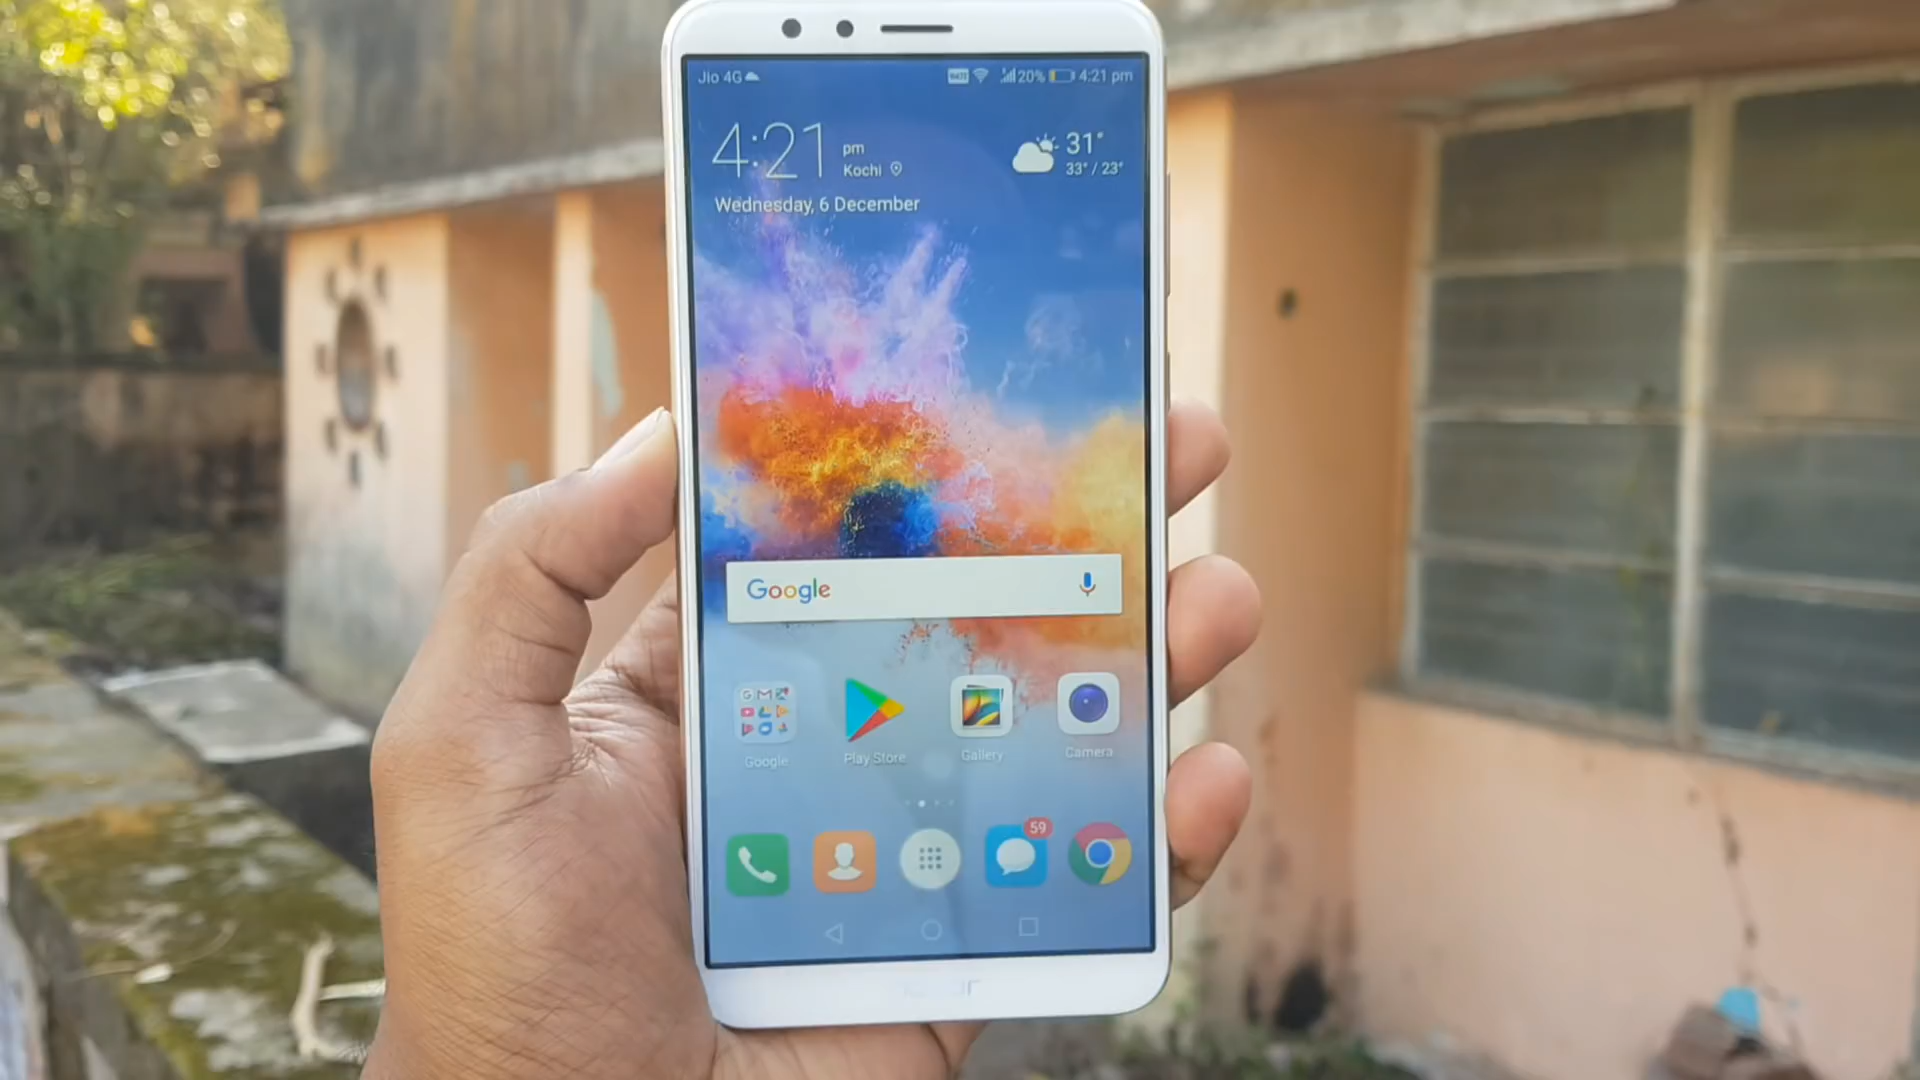 Jio 4G VoLTE 20% 4:21 pm
4:21 pm
Kochi
31°
33° / 23°
Wednesday, 6 December
Google
Google Play Store Gallery Camera
59